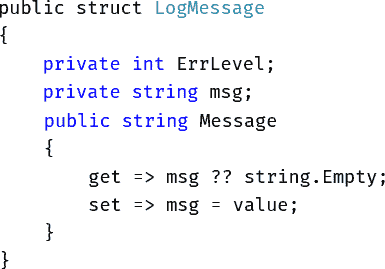 public struct LogMessage
{
    private int ErrLevel;
    private string msg;
    public string Message
    {
        get => msg ?? string.Empty;
        set => msg = value;
    }
}